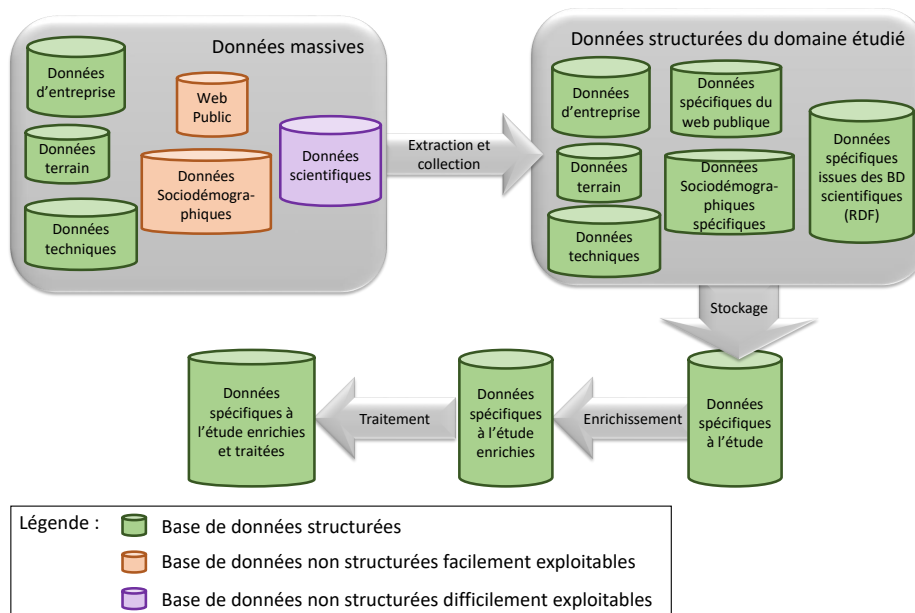 Données massives
Données
d'entreprise
Web
Public
Données
terrain
Données
Sociodémogra-
phiques
Données
scientifiques
Données
techniques
Extraction et
collection
Données structurées du domaine étudié
Données
d'entreprise
Données
spécifiques du
web publique
Données
terrain
Données
Sociodémogra-
phiques
spécifiques
Données
spécifiques
issues des BD
scientifiques
(RDF)
Données
techniques
Stockage
Données
spécifiques
à l'étude
Enrichissement
Données
spécifiques
à l'étude
enrichies
Traitement
Données
spécifiques à
l'étude enrichies
et traitées
Légende :
Base de données structurées
Base de données non structurées facilement exploitables
Base de données non structurées difficilement exploitables